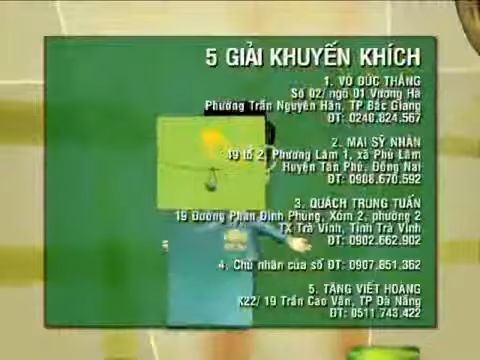 5 GIẢI KHUYẾN KHÍCH
1. VÕ ĐỨC THẮNG
Số 02/ ngõ 01 Vương Hà
Phường Trần Nguyên Hãn, TP Bắc Giang
ĐT: 0240.824.567
2. MAI SỸ NHÂN
19 tổ 2, Phương Lâm 1, xã Phú Lâm
Huyện Tân Phú, Đồng Nai
ĐT: 0908.670.592
3. QUÁCH TRUNG TUẤN
19 Đường Phan Đình Phùng, Xóm 2, phường 2
TX Trà Vinh, Tỉnh Trà Vinh
ĐT: 0902.662.902
4. Chủ nhân của số ĐT: 0907.651.362
5. TĂNG VIẾT HOÀNG
K22/ 19 Trần Cao Vân, TP Đà Nẵng
ĐT: 0511.743.422